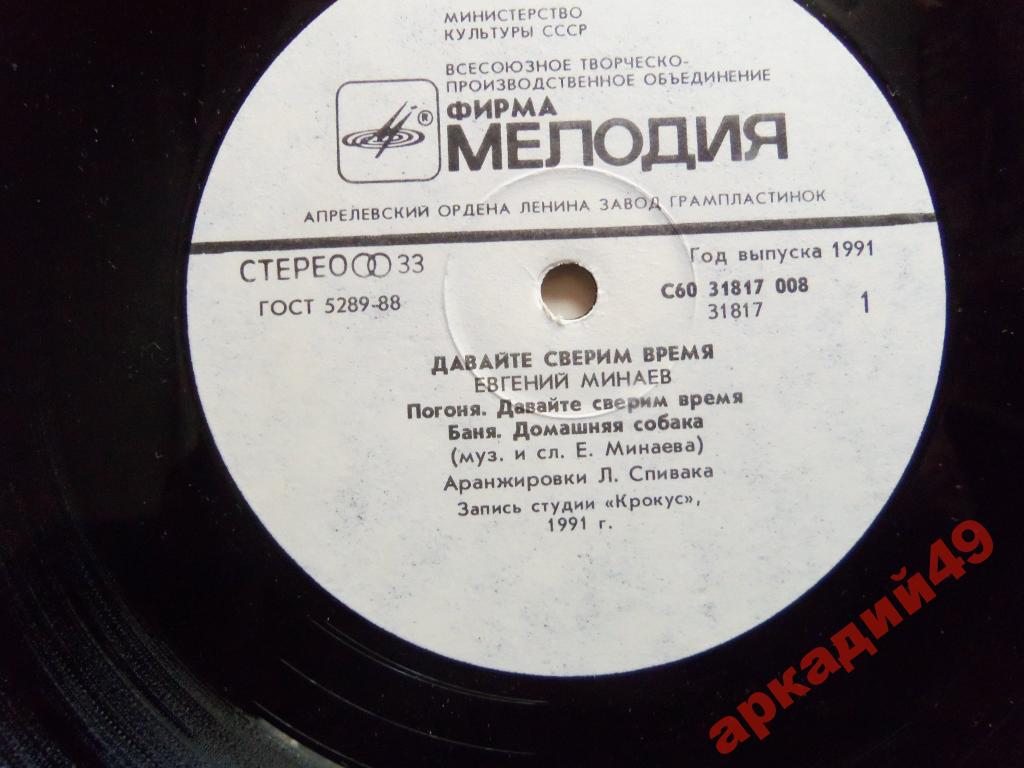 МИНИСТЕРСТВО
КУЛЬТУРЫ СССР
ВСЕСОЮЗНОЕ ТВОРЧЕСКО-
ПРОИЗВОДСТВЕННОЕ ОБЪЕДИНЕНИЕ
ФИРМА
®
МЕЛОДИЯ
АПРЕЛЕВСКИЙ ОРДЕНА ЛЕНИНА ЗАВОД ГРАМПЛАСТИНОК
СТЕРЕО 33
Год выпуска 1991
ГОСТ 5289-88
С60 31817 008
31817
1
ДАВАЙТЕ СВЕРИМ ВРЕМЯ
ЕВГЕНИЙ МИНАЕВ
Погоня. Давайте сверим время
Баня. Домашняя собака
(муз. и сл. Е. Минаева)
Аранжировки Л. Спивака
Запись студии «Крокус»,
1991 г.
аркадий49